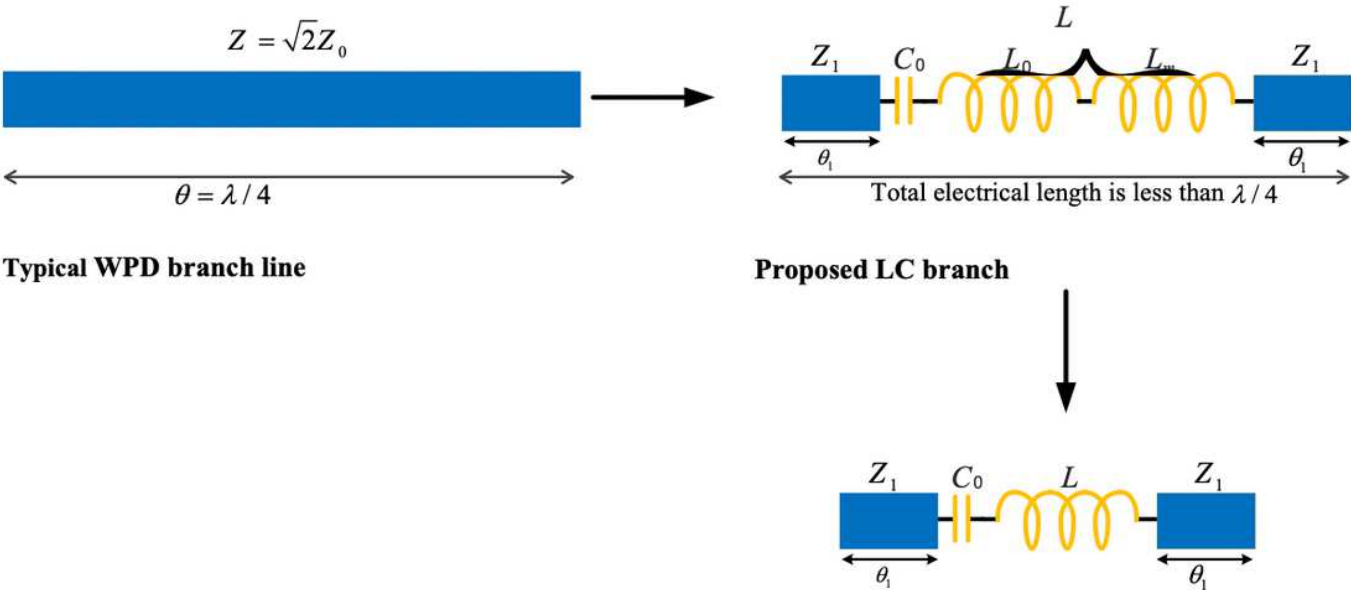 Z = √2Z₀
θ = λ / 4
Typical WPD branch line
L
Z₁ C₀ L₀ Lₘ Z₁
θ₁ θ₁
Total electrical length is less than λ / 4
Proposed LC branch
Z₁ C₀ L Z₁
θ₁ θ₁